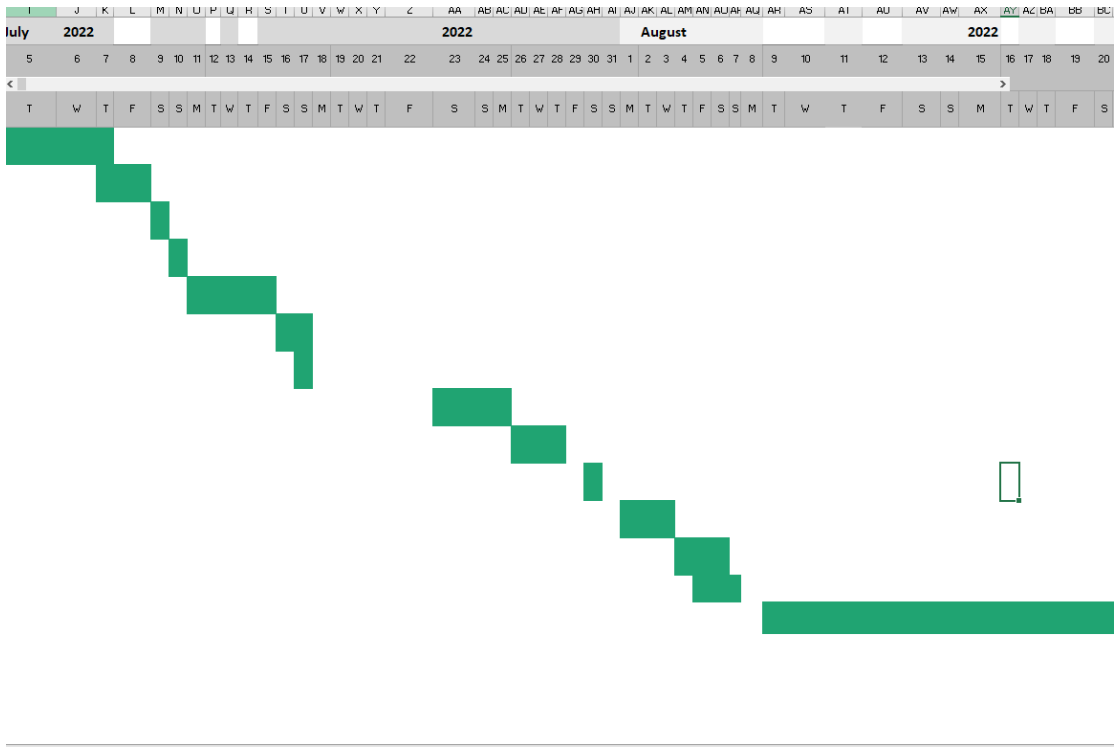 I J K L M N O P Q R S T U V W X Y Z AA AB AC AD AE AF AG AH AI AJ AK AL AM AN AO AP AQ AR AS AT AU AV AW AX AY AZ BA BB BC
July 2022 2022 August 2022
5 6 7 8 9 10 11 12 13 14 15 16 17 18 19 20 21 22 23 24 25 26 27 28 29 30 31 1 2 3 4 5 6 7 8 9 10 11 12 13 14 15 16 17 18 19 20
T W T F S S M T W T F S S M T W T F S S M T W T F S S M T W T F S S M T W T F S S M T W T F S